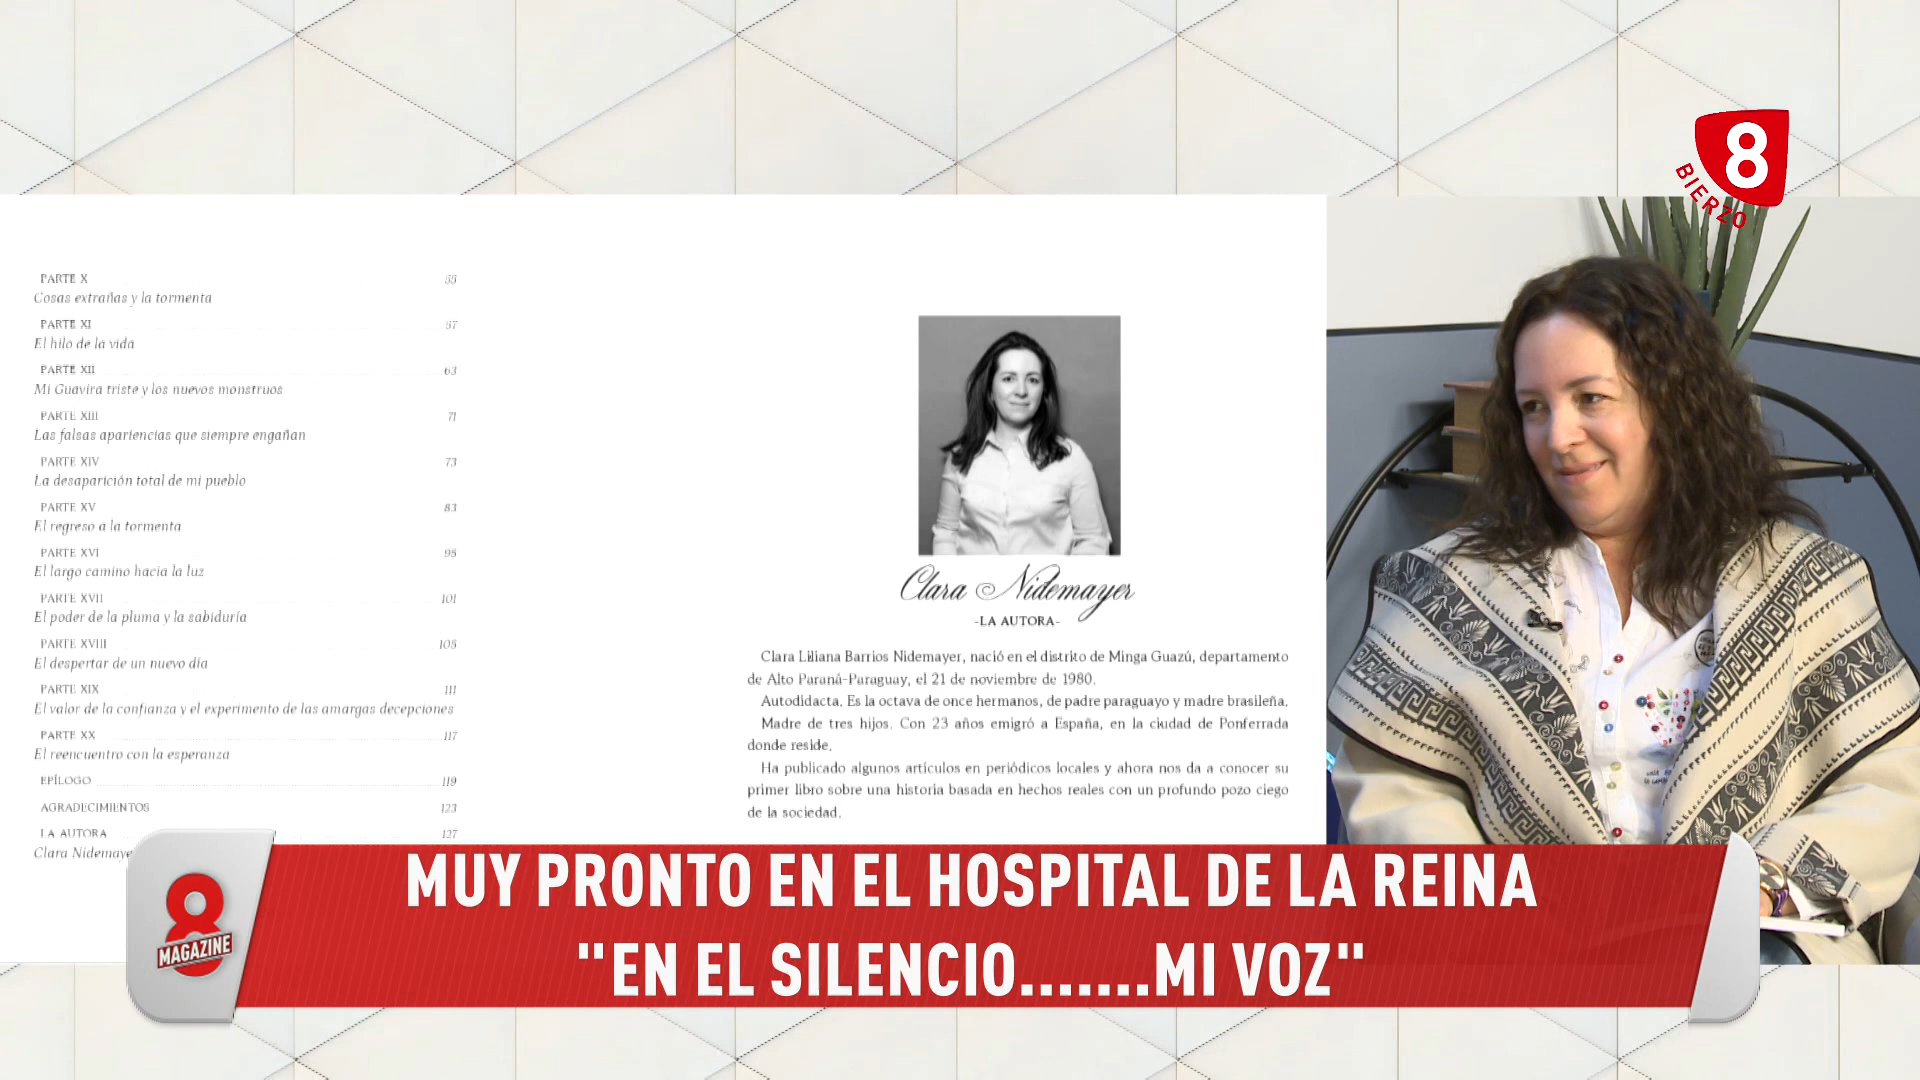 8
BIERZO
PARTE X 55
Cosas extrañas y la tormenta
PARTE XI 57
El hilo de la vida
PARTE XII 63
Mi Guavira triste y los nuevos monstruos
PARTE XIII 71
Las falsas apariencias que siempre engañan
PARTE XIV 73
La desaparición total de mi pueblo
PARTE XV 83
El regreso a la tormenta
PARTE XVI 95
El largo camino hacia la luz
PARTE XVII 101
El poder de la pluma y la sabiduría
PARTE XVIII 105
El despertar de un nuevo día
PARTE XIX 111
El valor de la confianza y el experimento de las amargas decepciones
PARTE XX 117
El reencuentro con la esperanza
EPÍLOGO 119
AGRADECIMIENTOS 123
LA AUTORA 127
Clara Nidemaye
Clara Nidemayer
-LA AUTORA-
Clara Liliana Barrios Nidemayer, nació en el distrito de Minga Guazú, departamento
de Alto Paraná-Paraguay, el 21 de noviembre de 1980.
Autodidacta. Es la octava de once hermanos, de padre paraguayo y madre brasileña.
Madre de tres hijos. Con 23 años emigró a España, en la ciudad de Ponferrada
donde reside.
Ha publicado algunos artículos en periódicos locales y ahora nos da a conocer su
primer libro sobre una historia basada en hechos reales con un profundo pozo ciego
de la sociedad.
8
MAGAZINE
MUY PRONTO EN EL HOSPITAL DE LA REINA
"EN EL SILENCIO.......MI VOZ"